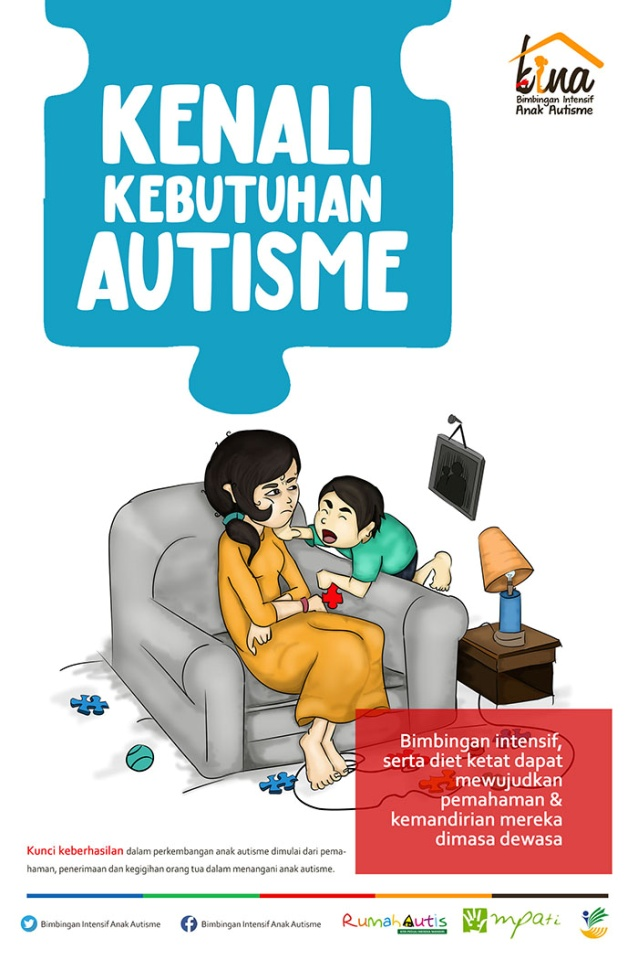 kina
Bimbingan Intensif
Anak Autisme
KENALI
KEBUTUHAN
AUTISME
Bimbingan intensif,
serta diet ketat dapat
mewujudkan
pemahaman &
kemandirian mereka
dimasa dewasa
Kunci keberhasilan dalam perkembangan anak autisme dimulai dari pema-
haman, penerimaan dan kegigihan orang tua dalam menangani anak autisme.
Bimbingan Intensif Anak Autisme
Bimbingan Intensif Anak Autisme
RumahAutis
mpati